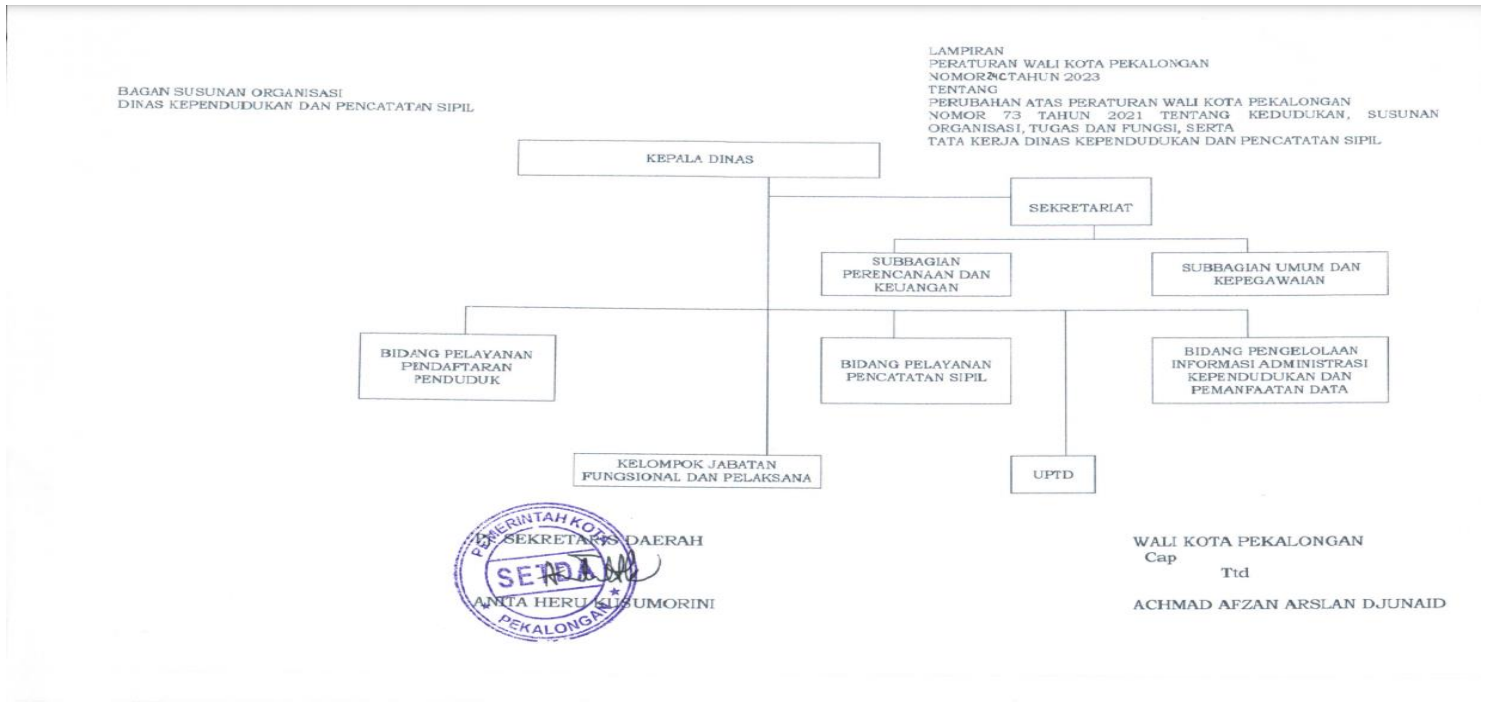 LAMPIRAN
PERATURAN WALI KOTA PEKALONGAN
NOMOR 24C TAHUN 2023
TENTANG
PERUBAHAN ATAS PERATURAN WALI KOTA PEKALONGAN
NOMOR 73 TAHUN 2021 TENTANG KEDUDUKAN, SUSUNAN
ORGANISASI, TUGAS DAN FUNGSI, SERTA
TATA KERJA DINAS KEPENDUDUKAN DAN PENCATATAN SIPIL
BAGAN SUSUNAN ORGANISASI
DINAS KEPENDUDUKAN DAN PENCATATAN SIPIL
KEPALA DINAS
SEKRETARIAT
SUBBAGIAN
PERENCANAAN DAN
KEUANGAN
SUBBAGIAN UMUM DAN
KEPEGAWAIAN
BIDANG PELAYANAN
PENDAFTARAN
PENDUDUK
BIDANG PELAYANAN
PENCATATAN SIPIL
BIDANG PENGELOLAAN
INFORMASI ADMINISTRASI
KEPENDUDUKAN DAN
PEMANFAATAN DATA
KELOMPOK JABATAN
FUNGSIONAL DAN PELAKSANA
UPTD
SEKRETARIS DAERAH
ANITA HERU KUSUMORINI
PEMERINTAH KOTA
SETDA
PEKALONGAN
WALI KOTA PEKALONGAN
Cap
Ttd
ACHMAD AFZAN ARSLAN DJUNAID